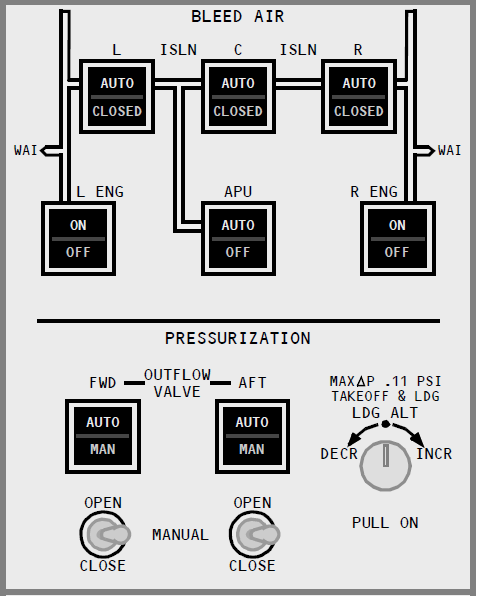 BLEED AIR
L ISLN C ISLN R
AUTO AUTO AUTO
CLOSED CLOSED CLOSED
WAI WAI
L ENG APU R ENG
ON AUTO ON
OFF OFF OFF
PRESSURIZATION
FWD OUTFLOW VALVE AFT
AUTO AUTO
MAN MAN
MAXΔP .11 PSI
TAKEOFF & LDG
LDG ALT
DECR INCR
PULL ON
OPEN OPEN
MANUAL
CLOSE CLOSE